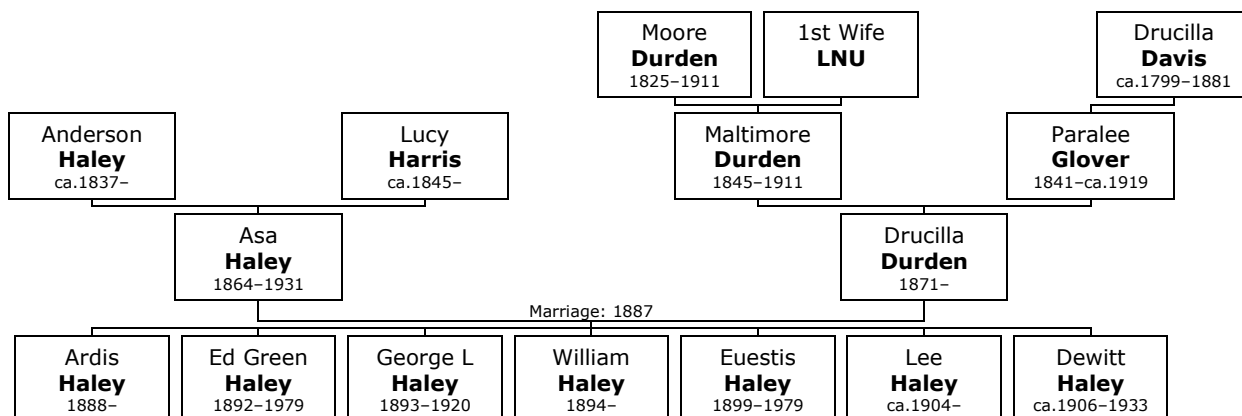 Moore
Durden
1825–1911
1st Wife
LNU
Drucilla
Davis
ca.1799–1881
Anderson
Haley
ca.1837–
Lucy
Harris
ca.1845–
Maltimore
Durden
1845–1911
Paralee
Glover
1841–ca.1919
Asa
Haley
1864–1931
Drucilla
Durden
1871–
Marriage: 1887
Ardis
Haley
1888–
Ed Green
Haley
1892–1979
George L
Haley
1893–1920
William
Haley
1894–
Euestis
Haley
1899–1979
Lee
Haley
ca.1904–
Dewitt
Haley
ca.1906–1933